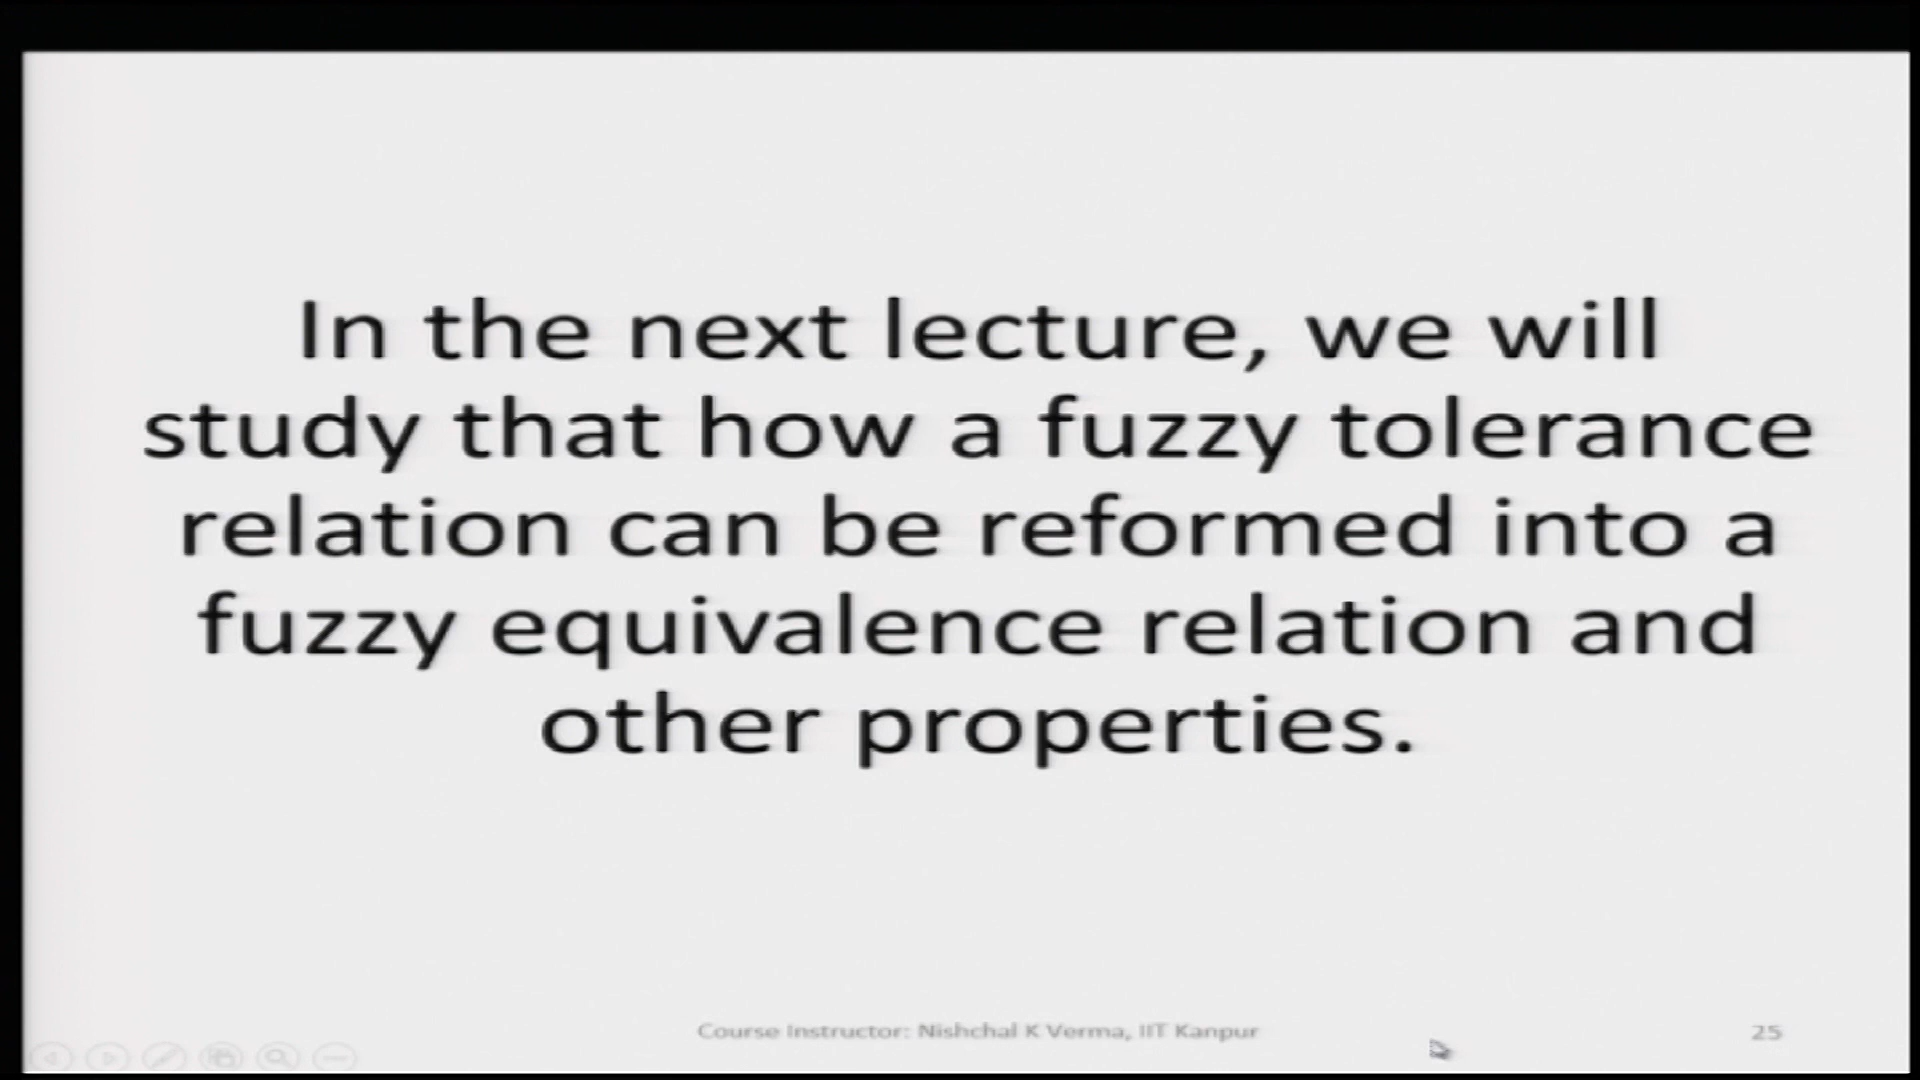 In the next lecture, we will
study that how a fuzzy tolerance
relation can be reformed into a
fuzzy equivalence relation and
other properties.
Course Instructor: Nishchal K Verma, IIT Kanpur
25